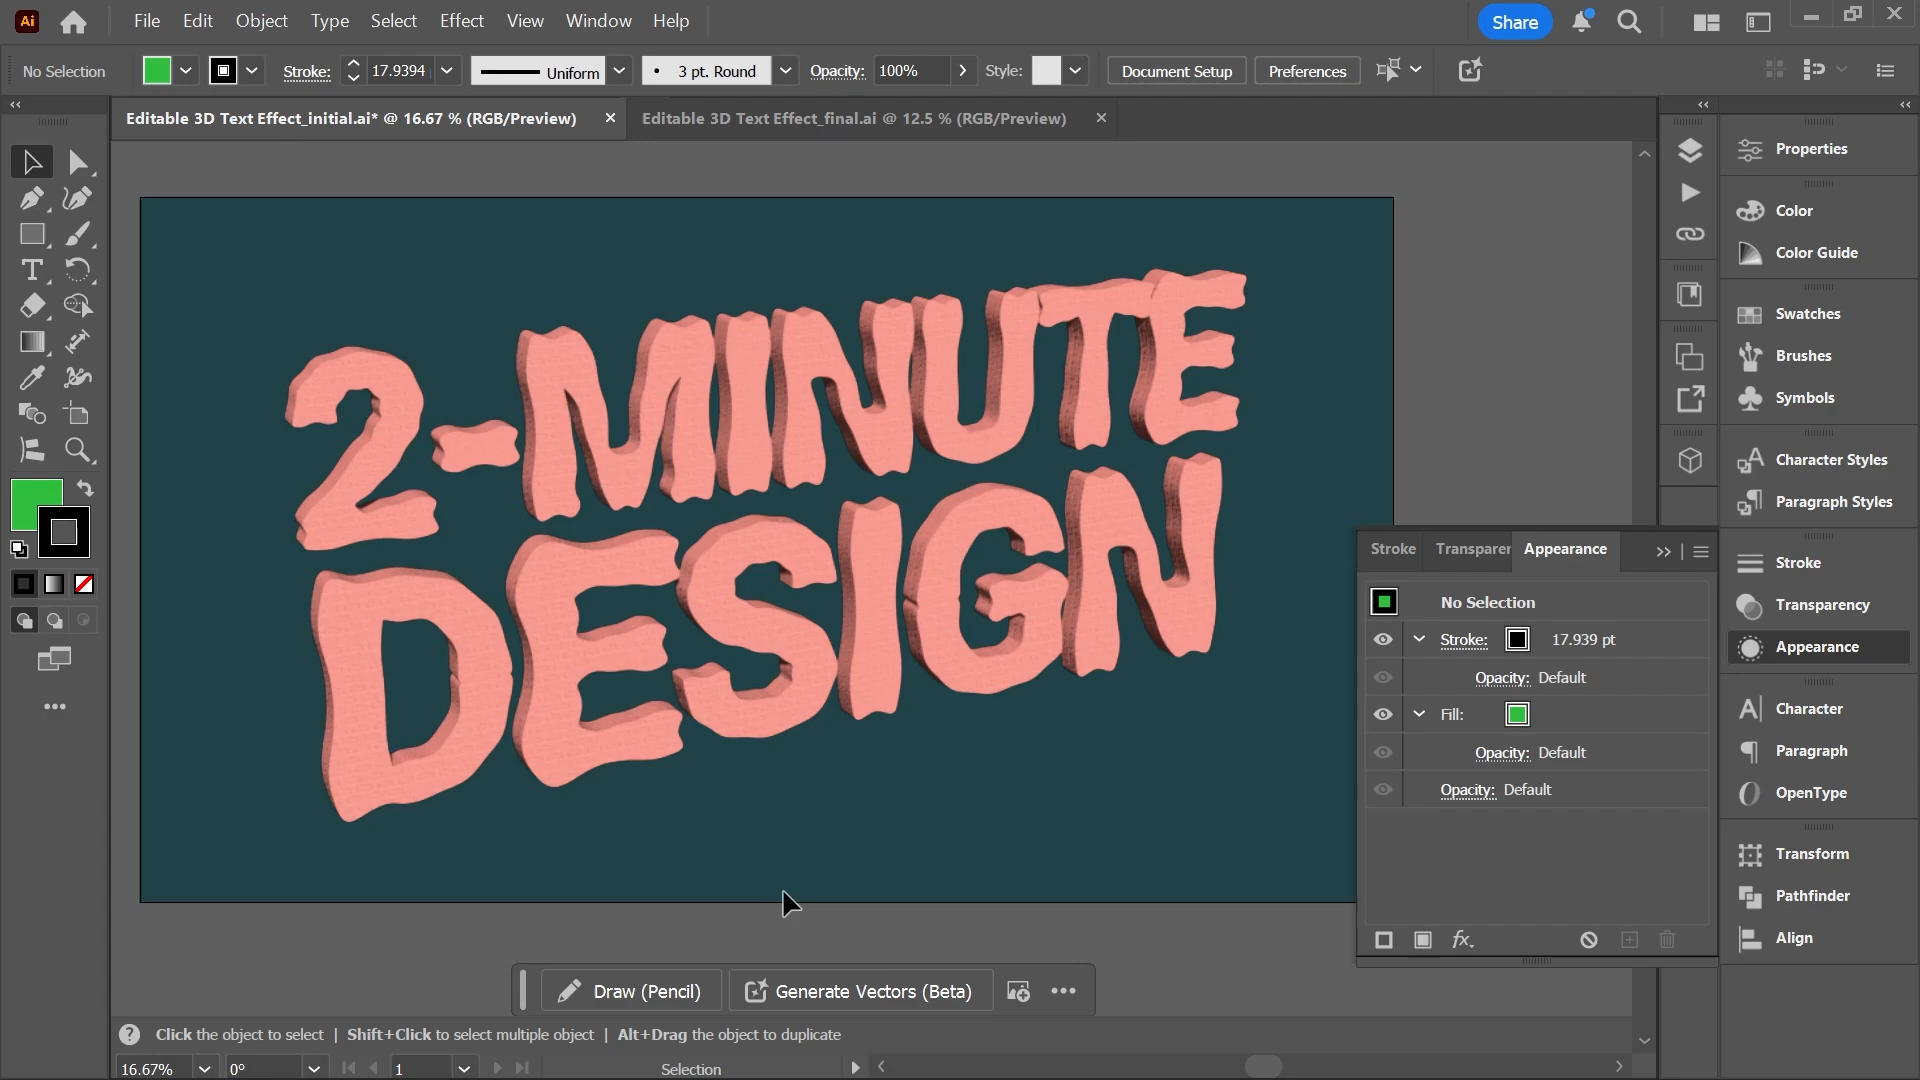 Ai File Edit Object Type Select Effect View Window Help Share
No Selection Stroke: 17.9394 Uniform 3 pt. Round Opacity: 100% Style: Document Setup Preferences
Editable 3D Text Effect_initial.ai* @ 16.67 % (RGB/Preview) Editable 3D Text Effect_final.ai @ 12.5 % (RGB/Preview)
2-MINUTE
DESIGN
Stroke Transparen Appearance
No Selection
Stroke: 17.939 pt
Opacity: Default
Fill:
Opacity: Default
Opacity: Default
fx
Properties
Color
Color Guide
Swatches
Brushes
Symbols
Character Styles
Paragraph Styles
Stroke
Transparency
Appearance
Character
Paragraph
OpenType
Transform
Pathfinder
Align
Draw (Pencil) Generate Vectors (Beta)
Click the object to select | Shift+Click to select multiple object | Alt+Drag the object to duplicate
16.67% 0° 1 Selection